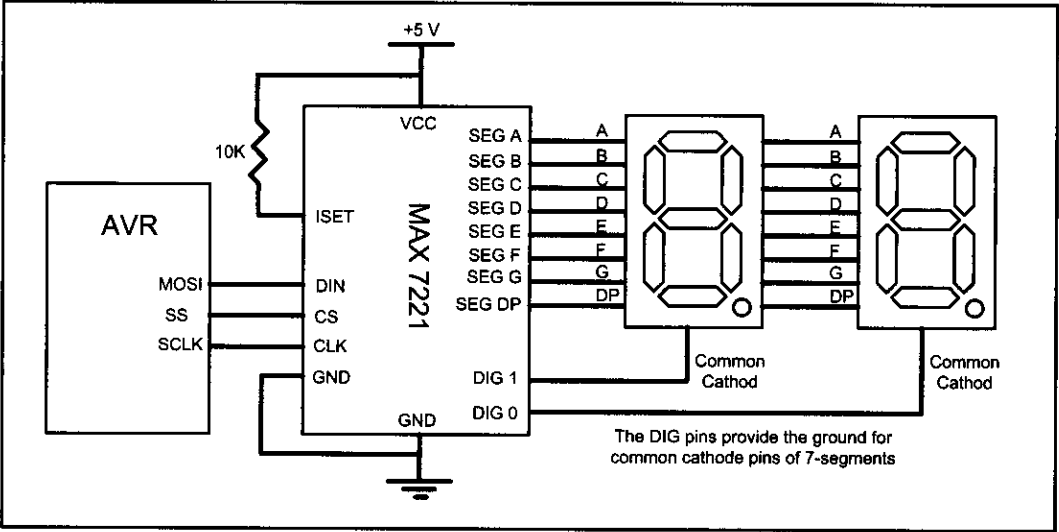 +5 V
VCC
10K
ISET
AVR
MOSI
SS
SCLK
DIN
CS
CLK
GND
GND
MAX 7221
SEG A
SEG B
SEG C
SEG D
SEG E
SEG F
SEG G
SEG DP
DIG 1
DIG 0
A
B
C
D
E
F
G
DP
A
B
C
D
E
F
G
DP
Common
Cathod
Common
Cathod
The DIG pins provide the ground for
common cathode pins of 7-segments